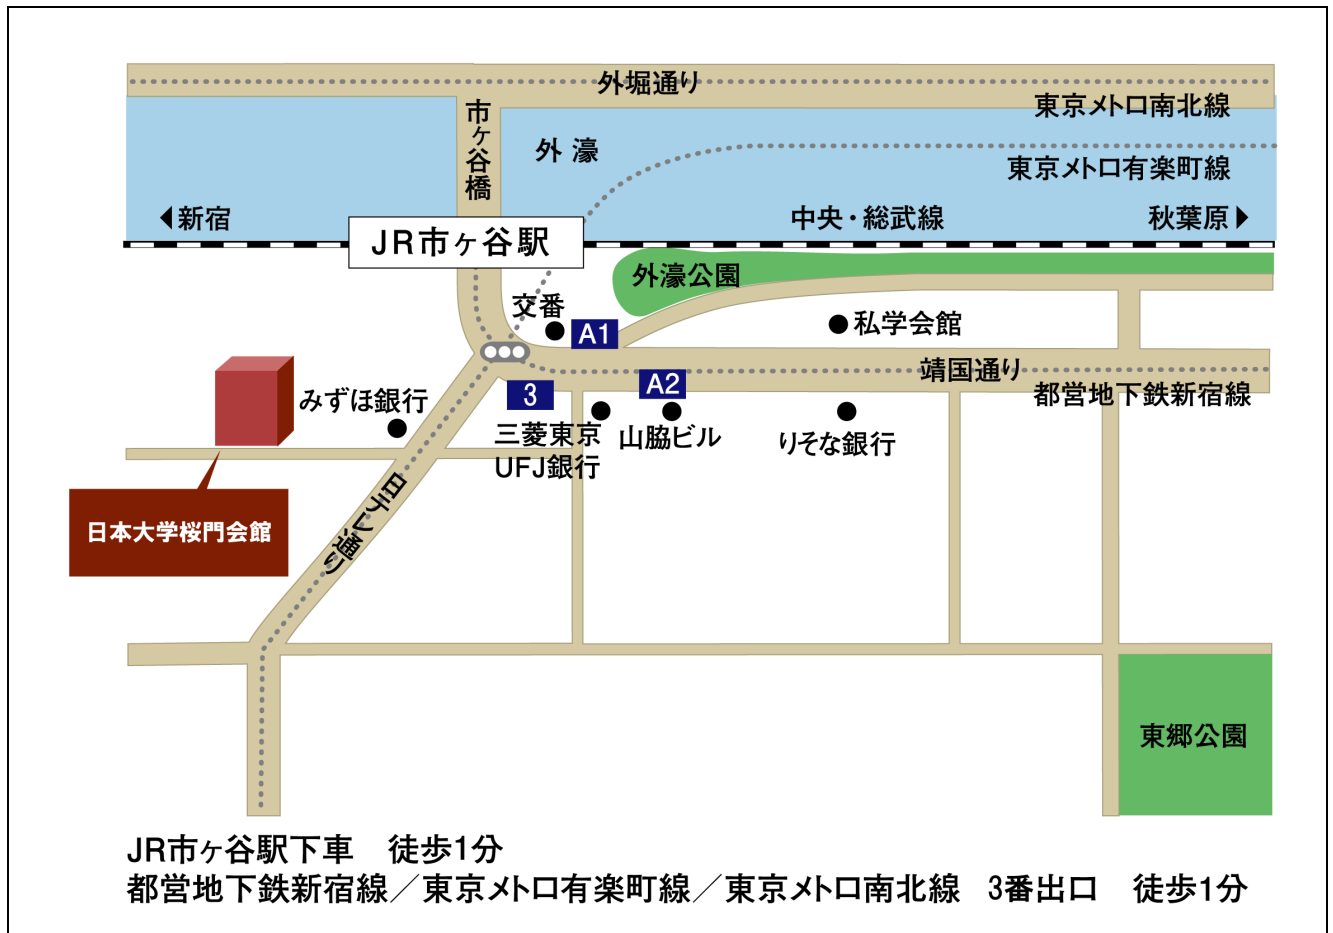 外堀通り
東京メトロ南北線
市ヶ谷橋
外 濠
東京メトロ有楽町線
新宿
中央・総武線
秋葉原
JR市ヶ谷駅
外濠公園
交番
A1
私学会館
靖国通り
都営地下鉄新宿線
みずほ銀行
3
A2
三菱東京
UFJ銀行
山脇ビル
りそな銀行
日テレ通り
日本大学桜門会館
東郷公園
JR市ヶ谷駅下車 徒歩1分
都営地下鉄新宿線／東京メトロ有楽町線／東京メトロ南北線 3番出口 徒歩1分